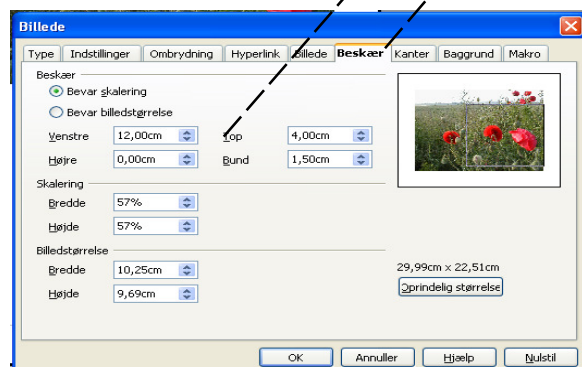 Billede
Type Indstillinger Ombrydning Hyperlink Billede Beskær Kanter Baggrund Makro
Beskær
Bevar skalering
Bevar billedstørrelse
Venstre 12,00cm Top 4,00cm
Højre 0,00cm Bund 1,50cm
Skalering
Bredde 57%
Højde 57%
Billedstørrelse
Bredde 10,25cm
29,99cm x 22,51cm
Højde 9,69cm
Oprindelig størrelse
OK Annuller Hjælp Nulstil